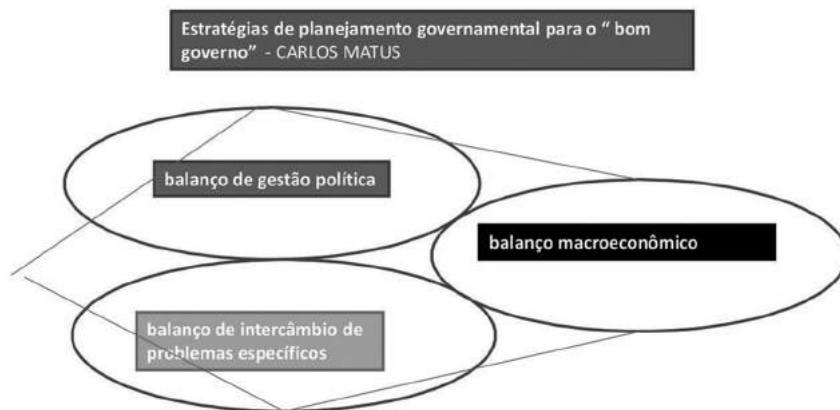 Estratégias de planejamento governamental para o “ bom
governo” - CARLOS MATUS
balanço de gestão política
balanço macroeconômico
balanço de intercâmbio de
problemas específicos